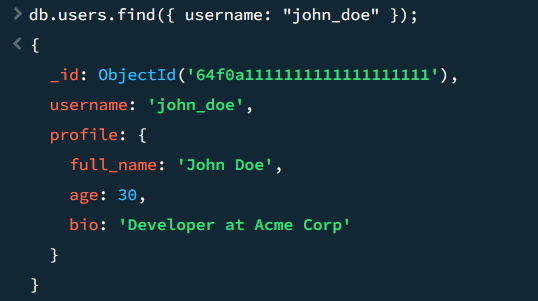 > db.users.find({ username: "john_doe" });
< {
_id: ObjectId('64f0a1111111111111111111'),
username: 'john_doe',
profile: {
full_name: 'John Doe',
age: 30,
bio: 'Developer at Acme Corp'
}
}